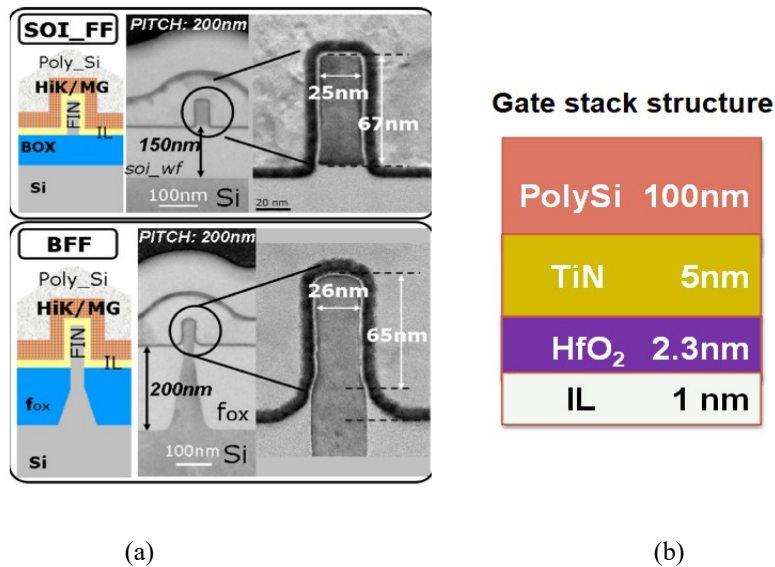 SOI_FF
Poly_Si
HiK/MG
FIN
IL
BOX
Si
PITCH: 200nm
150nm
soi_wf
100nm
Si
25nm
67nm
20 nm
BFF
Poly_Si
HiK/MG
FIN
IL
fox
Si
PITCH: 200nm
200nm
fox
100nm
Si
26nm
65nm
(a)
Gate stack structure
PolySi 100nm
TiN 5nm
HfO₂ 2.3nm
IL 1 nm
(b)